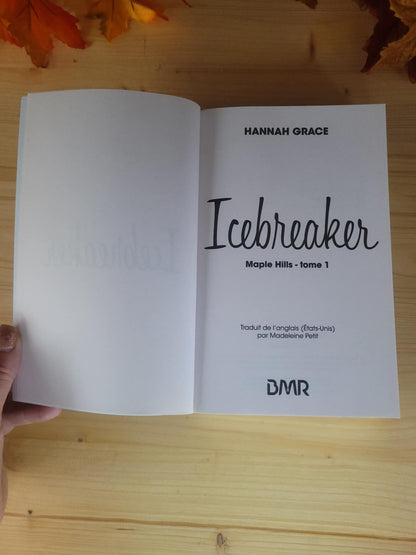 HANNAH GRACE
Icebreaker
Maple Hills - tome 1
Traduit de l'anglais (États-Unis)
par Madeleine Petit
BMR